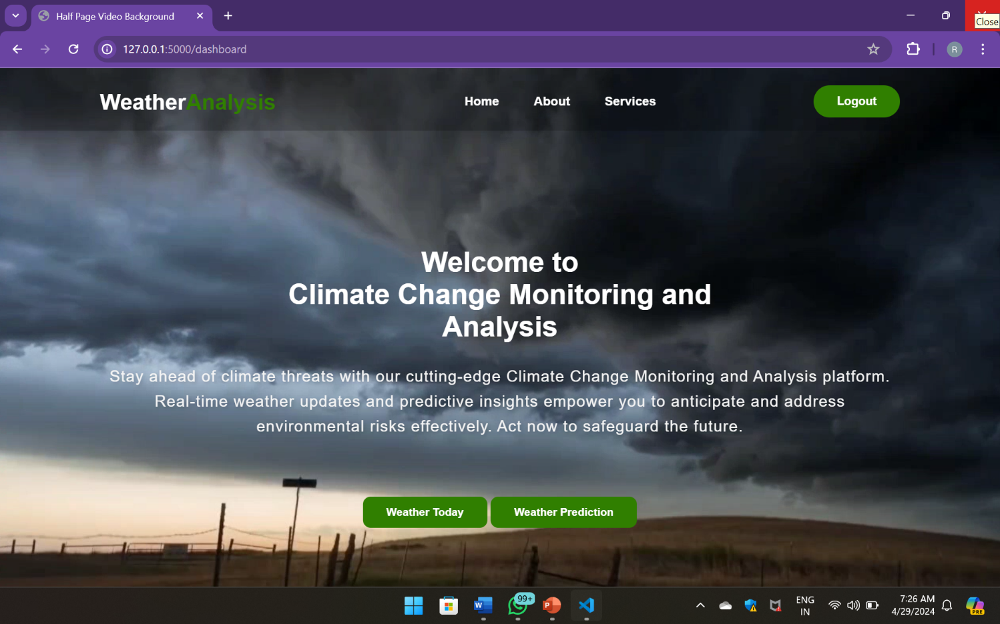 Half Page Video Background
Close
127.0.0.1:5000/dashboard
R
WeatherAnalysis
Home
About
Services
Logout
Welcome to
Climate Change Monitoring and
Analysis
Stay ahead of climate threats with our cutting-edge Climate Change Monitoring and Analysis platform.
Real-time weather updates and predictive insights empower you to anticipate and address
environmental risks effectively. Act now to safeguard the future.
Weather Today
Weather Prediction
W
99+
P
ENG
IN
7:26 AM
4/29/2024
PRE